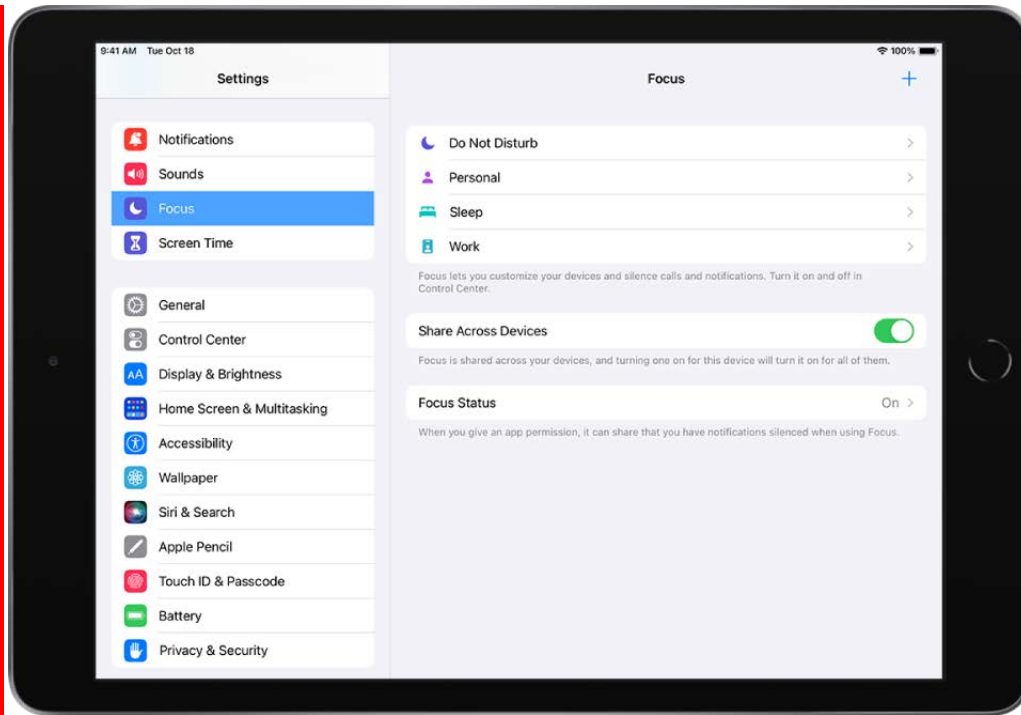 9:41 AM Tue Oct 18
100%
Settings
Notifications
Sounds
Focus
Screen Time
General
Control Center
AA Display & Brightness
Home Screen & Multitasking
Accessibility
Wallpaper
Siri & Search
Apple Pencil
Touch ID & Passcode
Battery
Privacy & Security
Focus
Do Not Disturb
Personal
Sleep
Work
Focus lets you customize your devices and silence calls and notifications. Turn it on and off in
Control Center.
Share Across Devices
Focus is shared across your devices, and turning one on for this device will turn it on for all of them.
Focus Status On
When you give an app permission, it can share that you have notifications silenced when using Focus.